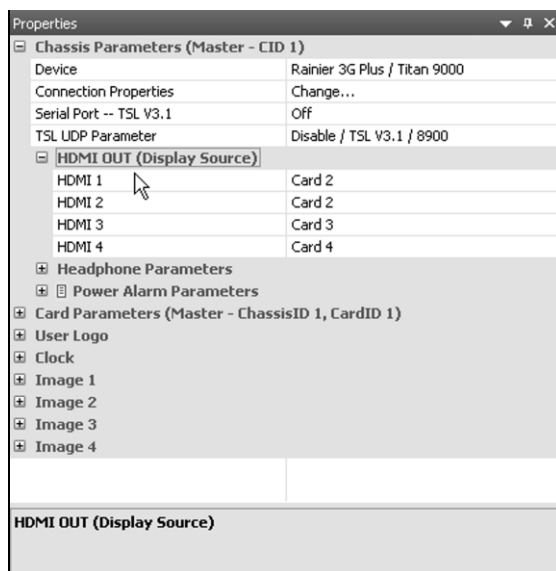 Properties
Chassis Parameters (Master - CID 1)
Device Rainier 3G Plus / Titan 9000
Connection Properties Change...
Serial Port -- TSL V3.1 Off
TSL UDP Parameter Disable / TSL V3.1 / 8900
HDMI OUT (Display Source)
HDMI 1 Card 2
HDMI 2 Card 2
HDMI 3 Card 3
HDMI 4 Card 4
Headphone Parameters
Power Alarm Parameters
Card Parameters (Master - ChassisID 1, CardID 1)
User Logo
Clock
Image 1
Image 2
Image 3
Image 4
HDMI OUT (Display Source)